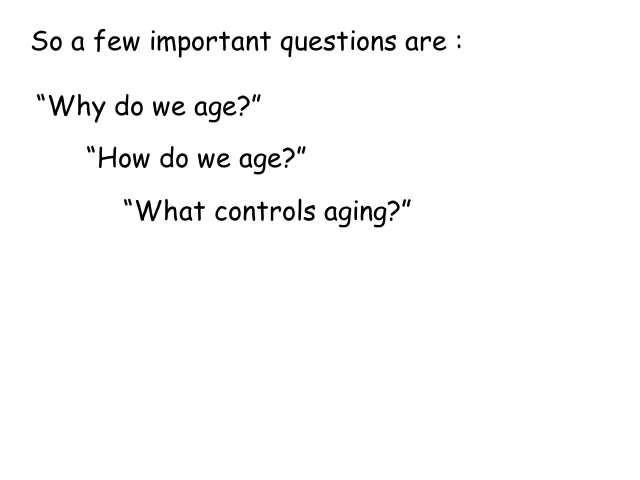 So a few important questions are :
“Why do we age?”
“How do we age?”
“What controls aging?”